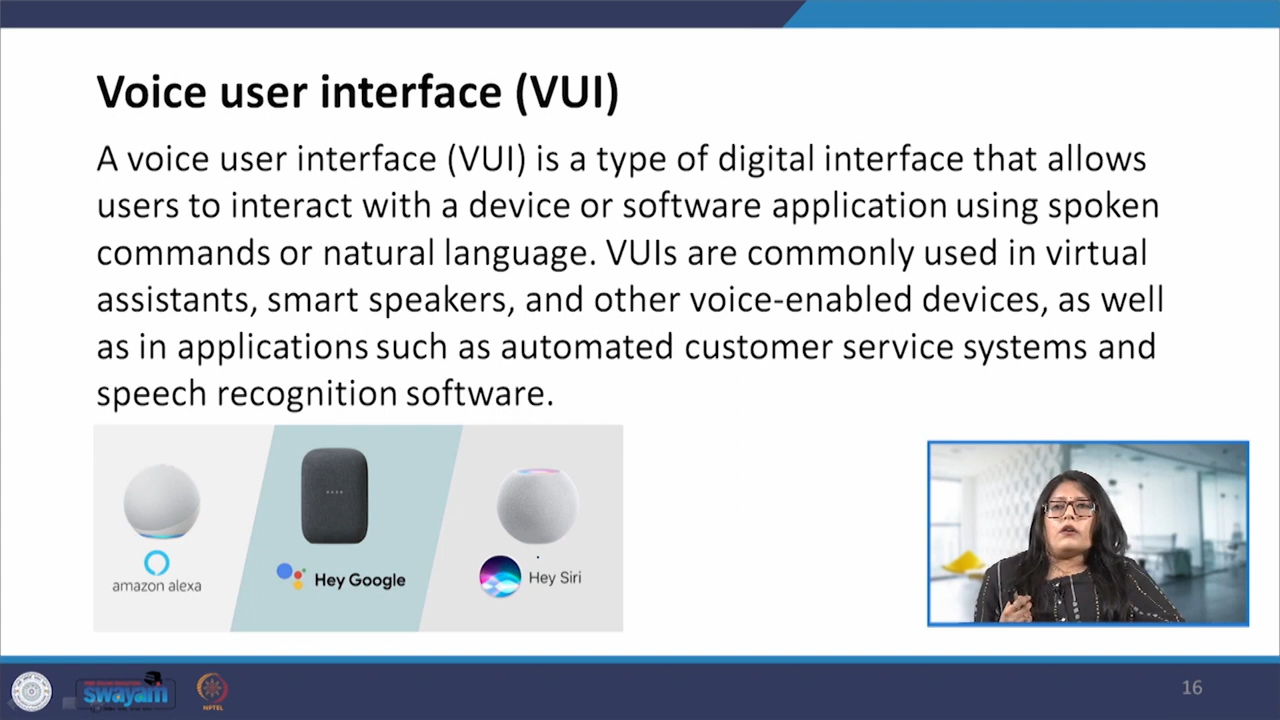 Voice user interface (VUI)
A voice user interface (VUI) is a type of digital interface that allows
users to interact with a device or software application using spoken
commands or natural language. VUIs are commonly used in virtual
assistants, smart speakers, and other voice-enabled devices, as well
as in applications such as automated customer service systems and
speech recognition software.
amazon alexa
Hey Google
Hey Siri
swayam
NPTEL
16